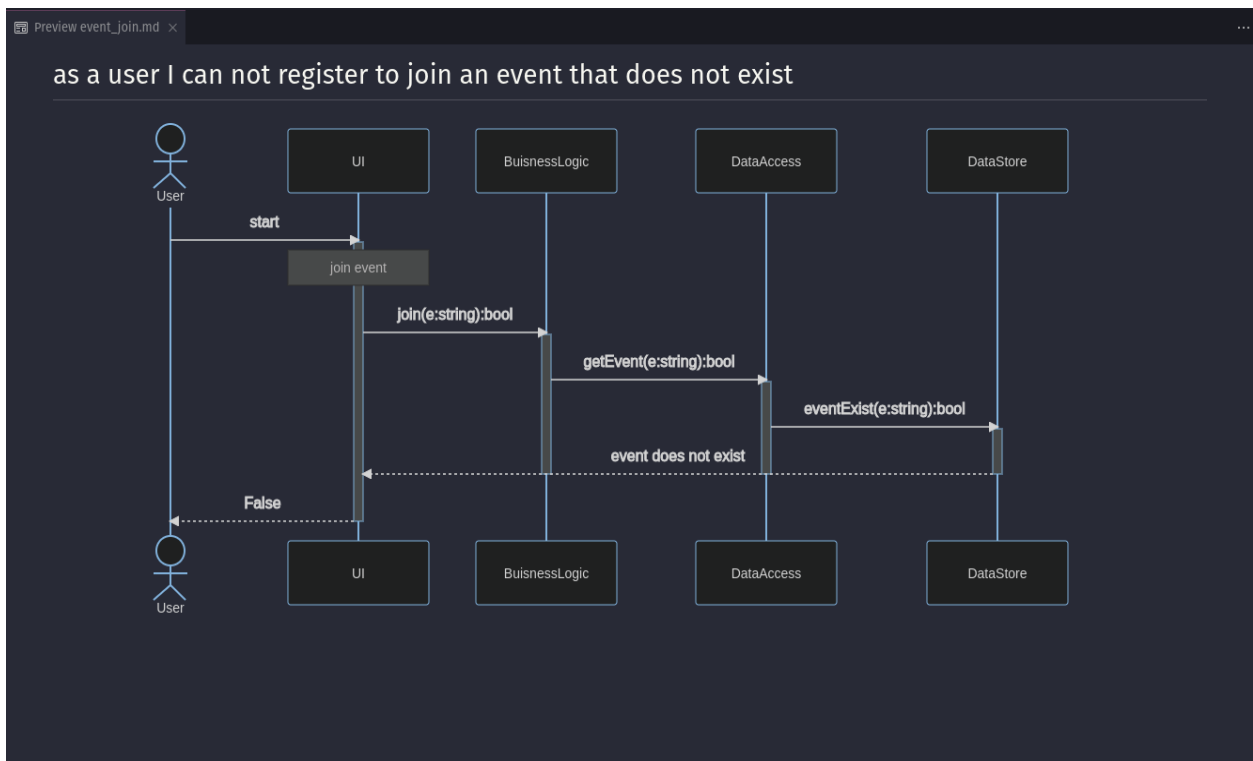 Preview event_join.md
as a user I can not register to join an event that does not exist
User
UI
BuisnessLogic
DataAccess
DataStore
start
join event
join(e:string):bool
getEvent(e:string):bool
eventExist(e:string):bool
event does not exist
False
User
UI
BuisnessLogic
DataAccess
DataStore